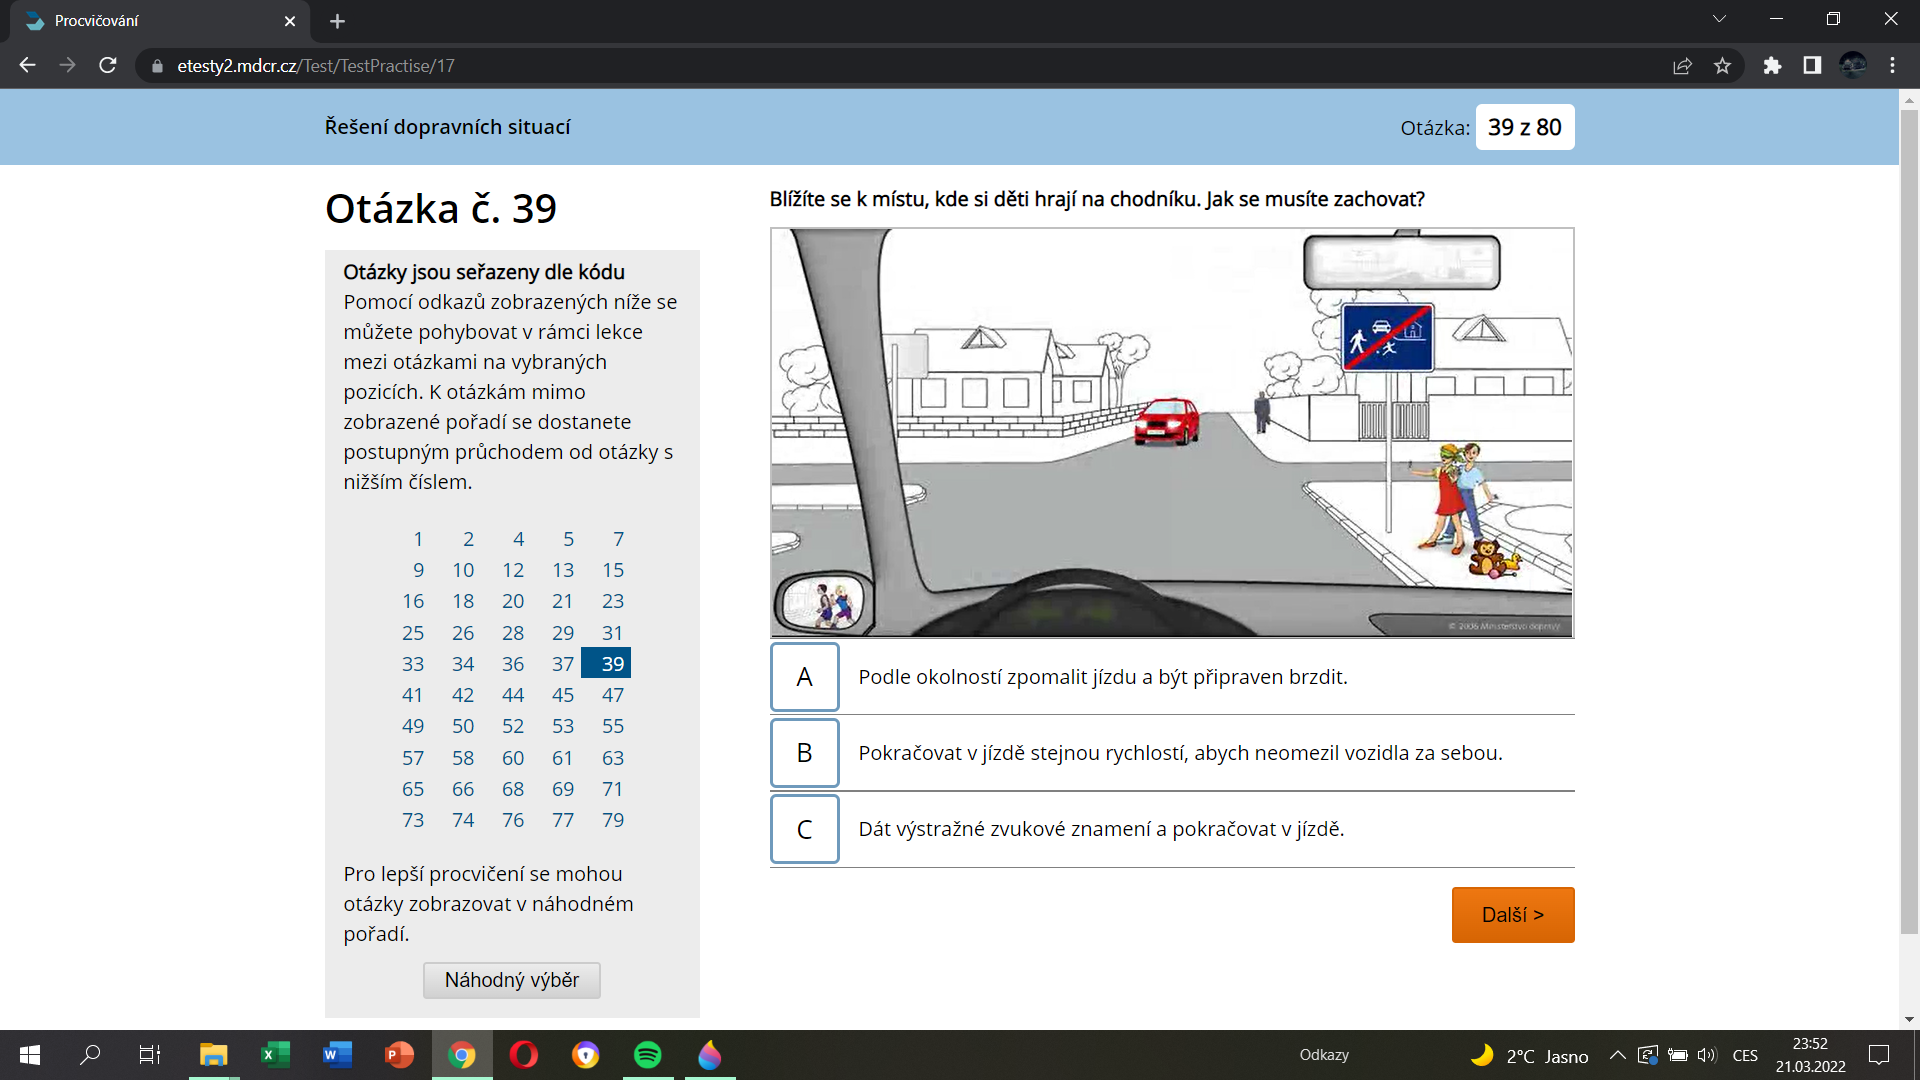 Procvičování
etesty2.mdcr.cz/Test/TestPractise/17
Řešení dopravních situací
Otázka: 39 z 80
Otázka č. 39
Otázky jsou seřazeny dle kódu
Pomocí odkazů zobrazených níže se
můžete pohybovat v rámci lekce
mezi otázkami na vybraných
pozicích. K otázkám mimo
zobrazené pořadí se dostanete
postupným průchodem od otázky s
nižším číslem.
1 2 4 5 7
9 10 12 13 15
16 18 20 21 23
25 26 28 29 31
33 34 36 37 39
41 42 44 45 47
49 50 52 53 55
57 58 60 61 63
65 66 68 69 71
73 74 76 77 79
Pro lepší procvičení se mohou
otázky zobrazovat v náhodném
pořadí.
Náhodný výběr
Blížíte se k místu, kde si děti hrají na chodníku. Jak se musíte zachovat?
© 2006 Ministerstvo dopravy
A Podle okolností zpomalit jízdu a být připraven brzdit.
B Pokračovat v jízdě stejnou rychlostí, abych neomezil vozidla za sebou.
C Dát výstražné zvukové znamení a pokračovat v jízdě.
Další >
Odkazy
2°C Jasno
CES
23:52
21.03.2022